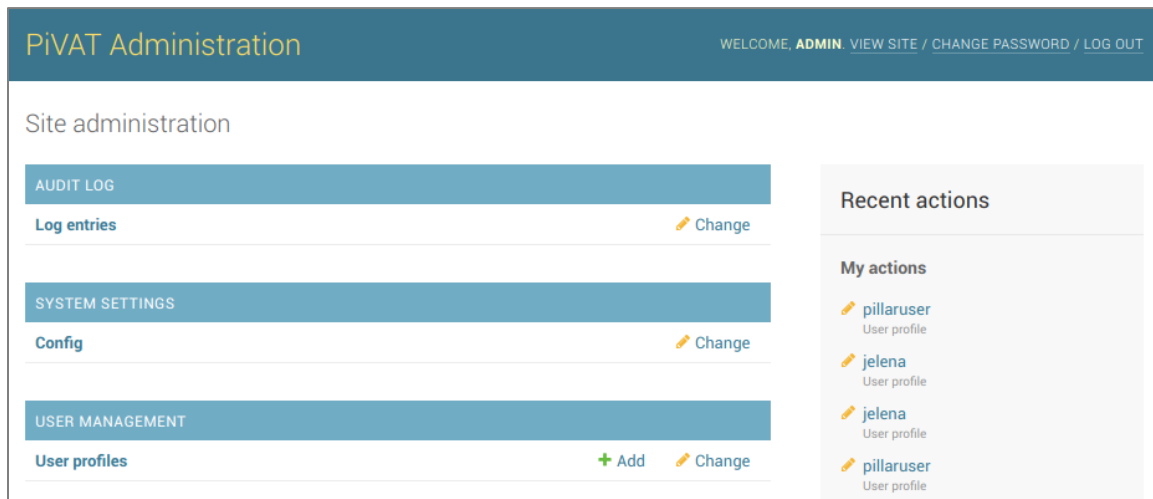 PiVAT Administration
WELCOME, ADMIN. VIEW SITE / CHANGE PASSWORD / LOG OUT
Site administration
AUDIT LOG
Log entries Change
SYSTEM SETTINGS
Config Change
USER MANAGEMENT
User profiles Add Change
Recent actions
My actions
pillaruser
User profile
jelena
User profile
jelena
User profile
pillaruser
User profile